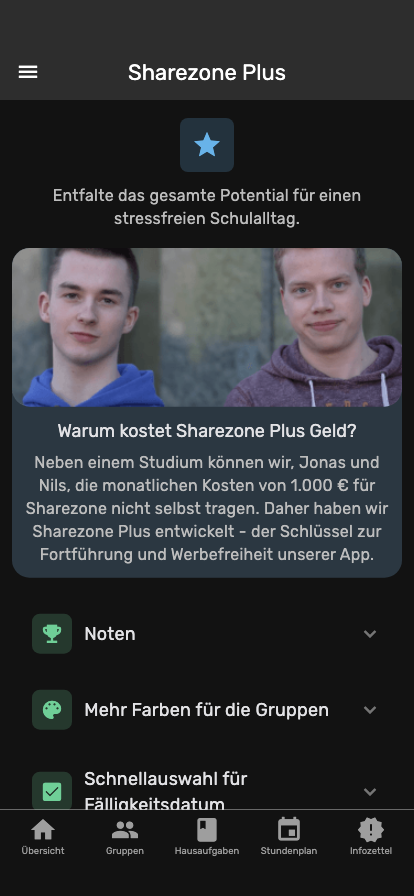 Sharezone Plus
Entfalte das gesamte Potential für einen
stressfreien Schulalltag.
Warum kostet Sharezone Plus Geld?
Neben einem Studium können wir, Jonas und
Nils, die monatlichen Kosten von 1.000 € für
Sharezone nicht selbst tragen. Daher haben wir
Sharezone Plus entwickelt - der Schlüssel zur
Fortführung und Werbefreiheit unserer App.
Noten
Mehr Farben für die Gruppen
Schnellauswahl für
Fälligkeitsdatum
Übersicht
Gruppen
Hausaufgaben
Stundenplan
Infozettel